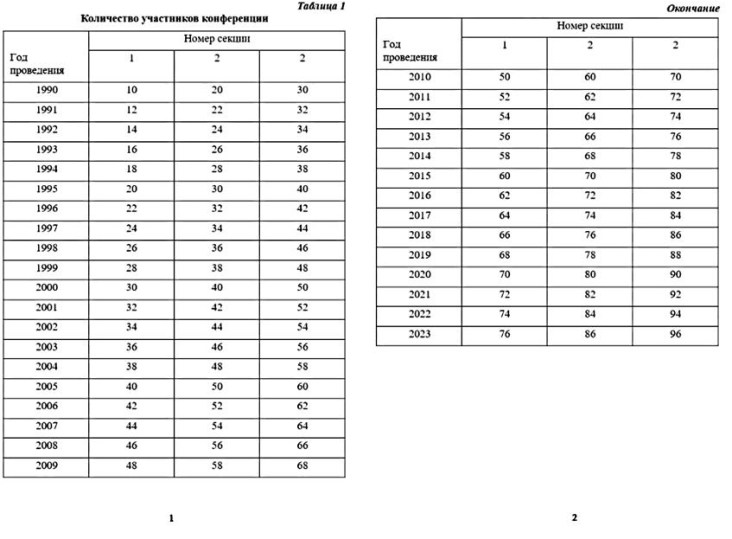 Таблица 1
Количество участников конференции
Год проведения | Номер секции
1 | 2 | 2
1990 | 10 | 20 | 30
1991 | 12 | 22 | 32
1992 | 14 | 24 | 34
1993 | 16 | 26 | 36
1994 | 18 | 28 | 38
1995 | 20 | 30 | 40
1996 | 22 | 32 | 42
1997 | 24 | 34 | 44
1998 | 26 | 36 | 46
1999 | 28 | 38 | 48
2000 | 30 | 40 | 50
2001 | 32 | 42 | 52
2002 | 34 | 44 | 54
2003 | 36 | 46 | 56
2004 | 38 | 48 | 58
2005 | 40 | 50 | 60
2006 | 42 | 52 | 62
2007 | 44 | 54 | 64
2008 | 46 | 56 | 66
2009 | 48 | 58 | 68
1
Окончание
Год проведения | Номер секции
1 | 2 | 2
2010 | 50 | 60 | 70
2011 | 52 | 62 | 72
2012 | 54 | 64 | 74
2013 | 56 | 66 | 76
2014 | 58 | 68 | 78
2015 | 60 | 70 | 80
2016 | 62 | 72 | 82
2017 | 64 | 74 | 84
2018 | 66 | 76 | 86
2019 | 68 | 78 | 88
2020 | 70 | 80 | 90
2021 | 72 | 82 | 92
2022 | 74 | 84 | 94
2023 | 76 | 86 | 96
2